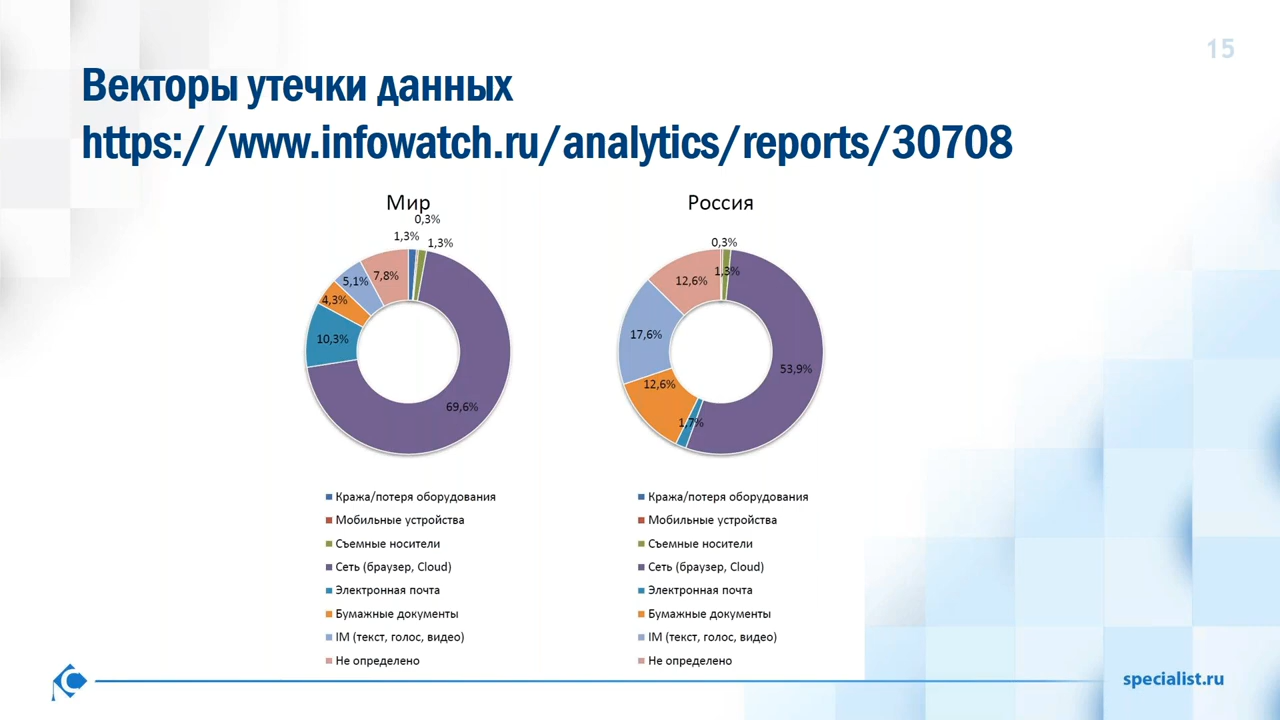 15
Векторы утечки данных
https://www.infowatch.ru/analytics/reports/30708
Мир
0,3%
1,3%
1,3%
7,8%
5,1%
4,3%
10,3%
69,6%
Россия
0,3%
1,3%
12,6%
17,6%
53,9%
12,6%
1,7%
Кража/потеря оборудования
Мобильные устройства
Съемные носители
Сеть (браузер, Cloud)
Электронная почта
Бумажные документы
IM (текст, голос, видео)
Не определено
Кража/потеря оборудования
Мобильные устройства
Съемные носители
Сеть (браузер, Cloud)
Электронная почта
Бумажные документы
IM (текст, голос, видео)
Не определено
specialist.ru